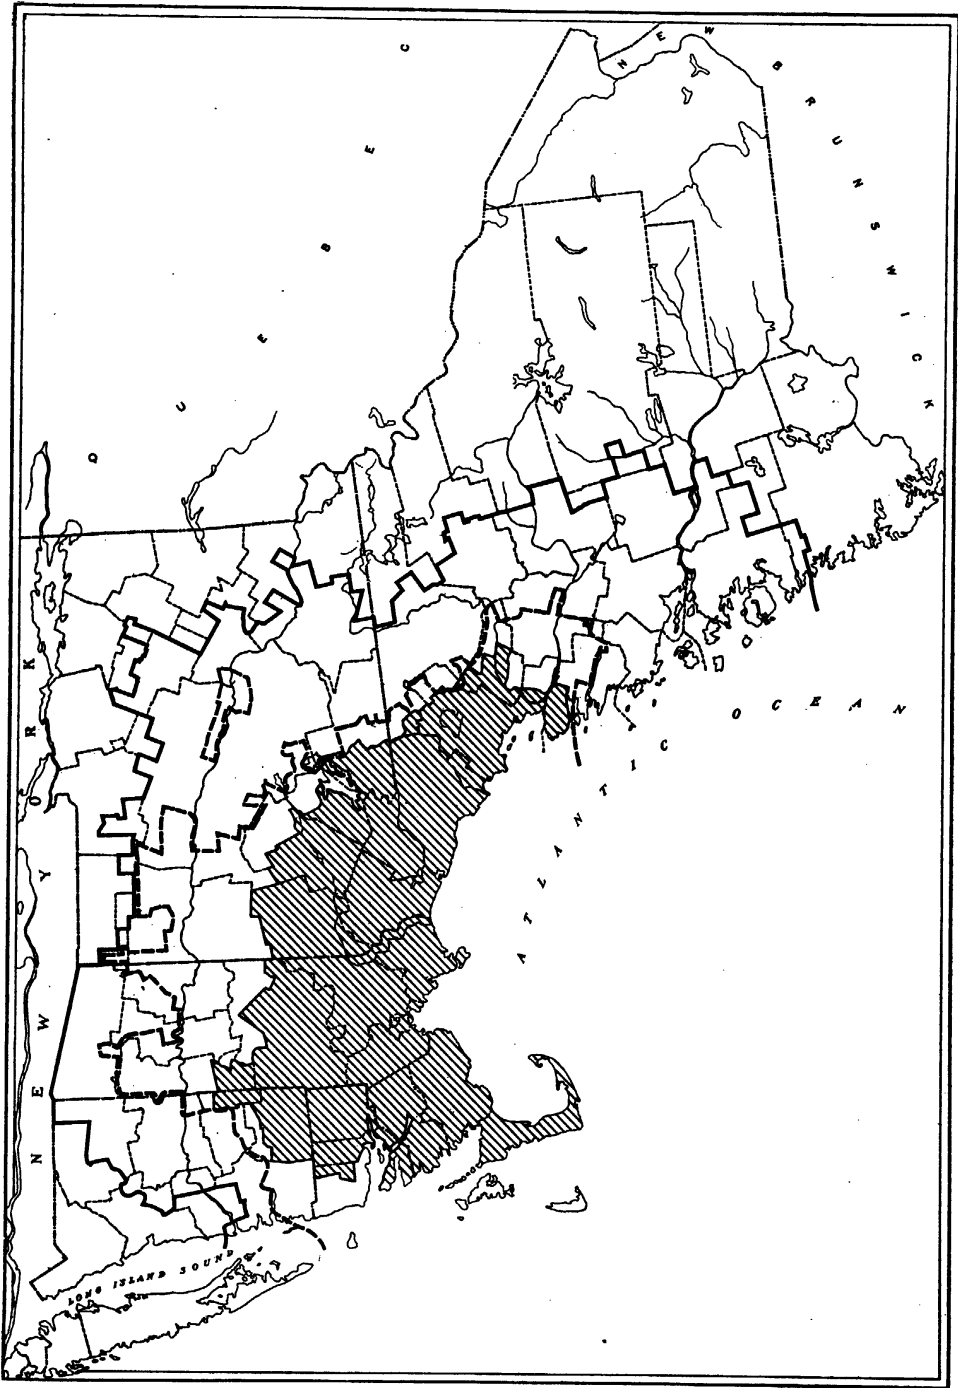 QUEBEC
NEW
BRUNSWICK
NEW YORK
ATLANTIC OCEAN
LONG ISLAND SOUND